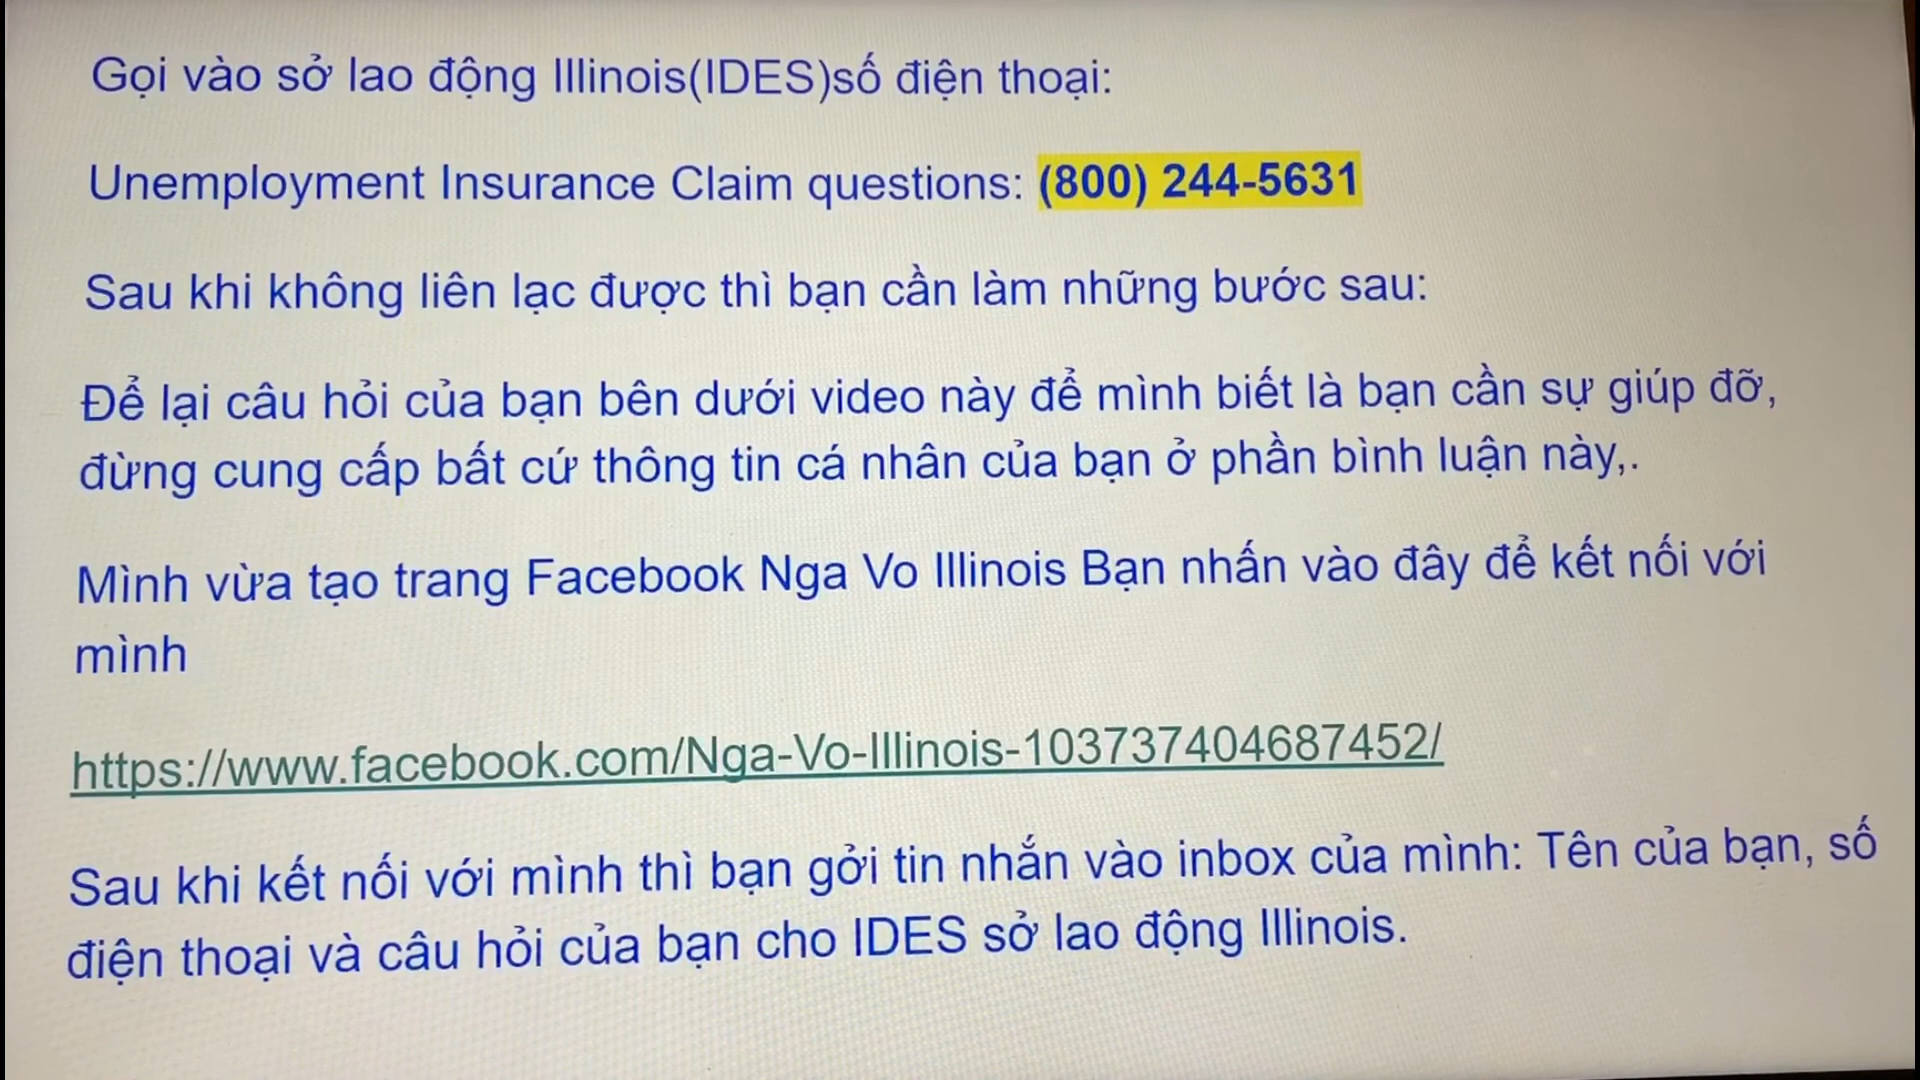 Gọi vào sở lao động Illinois(IDES)số điện thoại:
Unemployment Insurance Claim questions: (800) 244-5631
Sau khi không liên lạc được thì bạn cần làm những bước sau:
Để lại câu hỏi của bạn bên dưới video này để mình biết là bạn cần sự giúp đỡ,
đừng cung cấp bất cứ thông tin cá nhân của bạn ở phần bình luận này,.
Mình vừa tạo trang Facebook Nga Vo Illinois Bạn nhấn vào đây để kết nối với
mình
https://www.facebook.com/Nga-Vo-Illinois-103737404687452/
Sau khi kết nối với mình thì bạn gởi tin nhắn vào inbox của mình: Tên của bạn, số
điện thoại và câu hỏi của bạn cho IDES sở lao động Illinois.